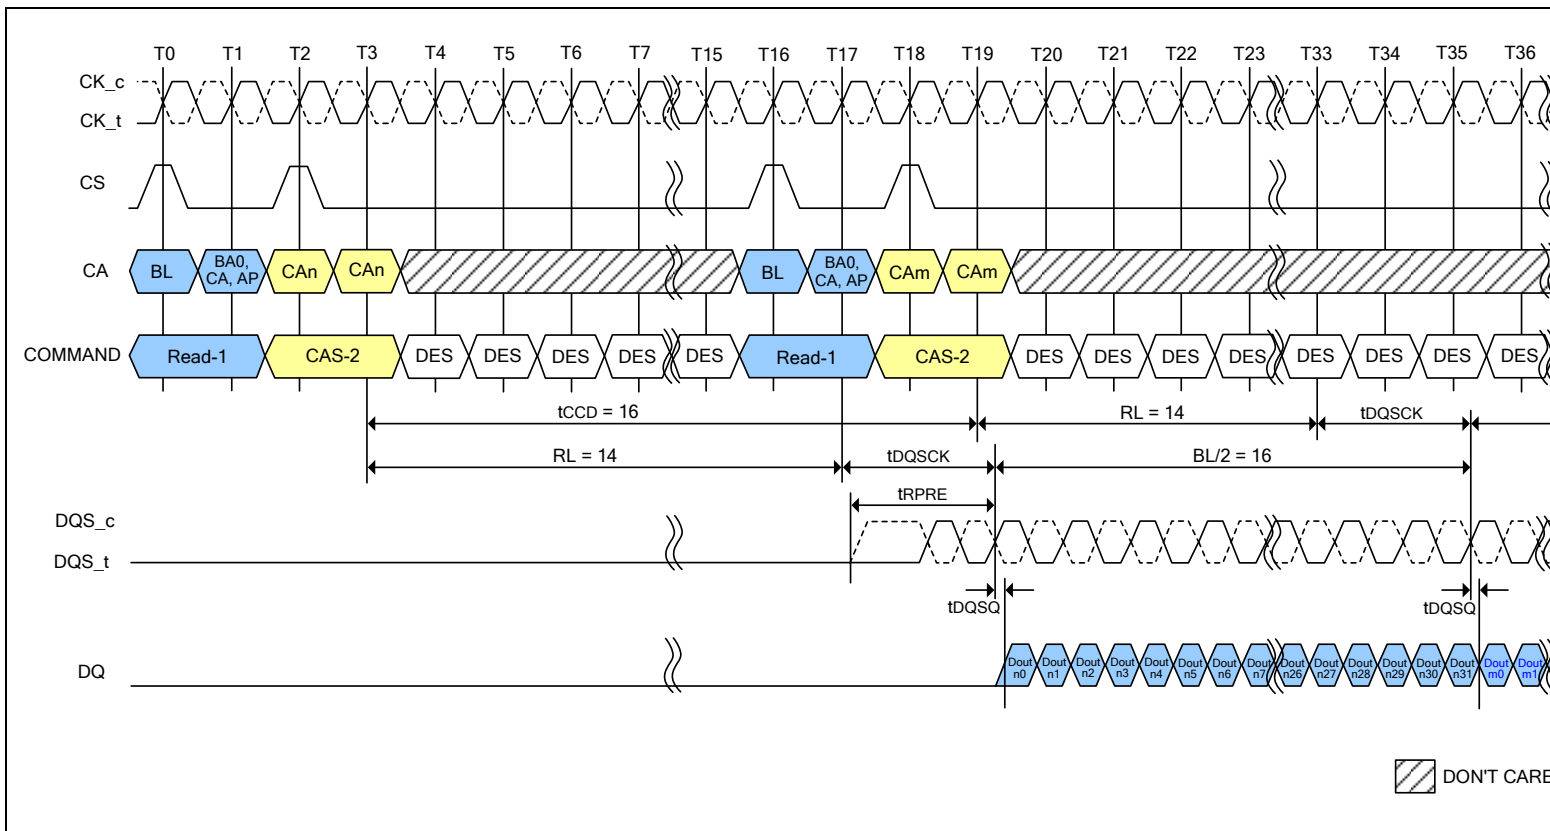 T0 T1 T2 T3 T4 T5 T6 T7 T15 T16 T17 T18 T19 T20 T21 T22 T23 T33 T34 T35 T36
CK_c
CK_t
CS
CA BL BA0, CA, AP CAn CAn BL BA0, CA, AP CAm CAm
COMMAND Read-1 CAS-2 DES DES DES DES DES Read-1 CAS-2 DES DES DES DES DES DES DES DES
tCCD = 16 RL = 14 tDQSCK
RL = 14 tDQSCK BL/2 = 16
tRPRE
DQS_c
DQS_t
tDQSQ tDQSQ
DQ Dout n0 Dout n1 Dout n2 Dout n3 Dout n4 Dout n5 Dout n6 Dout n7 Dout n26 Dout n27 Dout n28 Dout n29 Dout n30 Dout n31 Dout m0 Dout m1
DON'T CARE